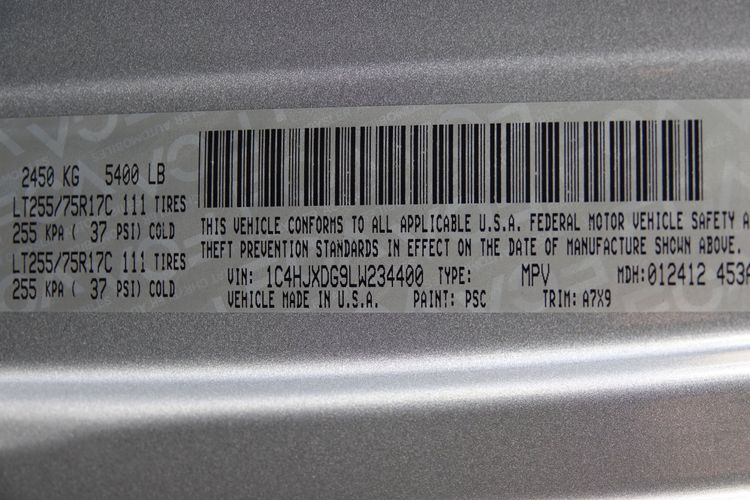 2450 KG 5400 LB
LT255/75R17C 111 TIRES
255 KPA ( 37 PSI) COLD
LT255/75R17C 111 TIRES
255 KPA ( 37 PSI) COLD
THIS VEHICLE CONFORMS TO ALL APPLICABLE U.S.A. FEDERAL MOTOR VEHICLE SAFETY A
THEFT PREVENTION STANDARDS IN EFFECT ON THE DATE OF MANUFACTURE SHOWN ABOVE.
VIN: 1C4HJXDG9LW234400 TYPE: MPV MDH:012412 453A
VEHICLE MADE IN U.S.A. PAINT: PSC TRIM: A7X9